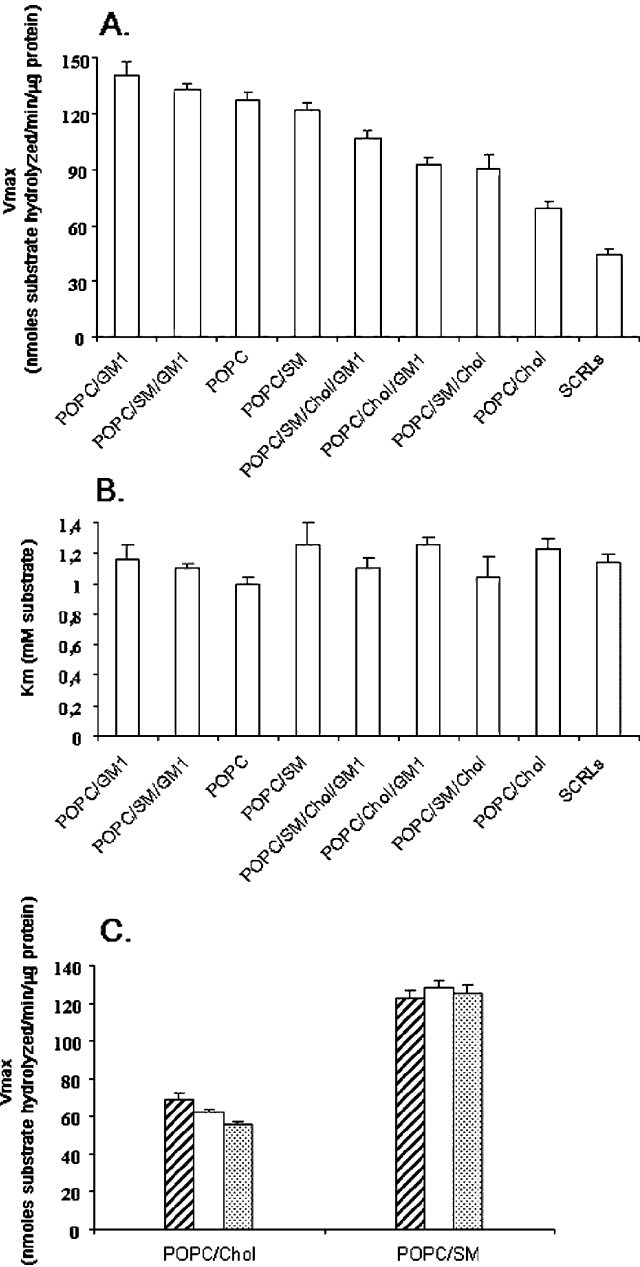 A.
Vmax
(nmoles substrate hydrolyzed/min/µg protein)
150
120
90
60
30
0
POPC/GM1
POPC/SM/GM1
POPC
POPC/SM
POPC/SM/Chol/GM1
POPC/Chol/GM1
POPC/SM/Chol
POPC/Chol
SCRLs
B.
Km (mM substrate)
1,4
1,2
1
0,8
0,6
0,4
0,2
0
POPC/GM1
POPC/SM/GM1
POPC
POPC/SM
POPC/SM/Chol/GM1
POPC/Chol/GM1
POPC/SM/Chol
POPC/Chol
SCRLs
C.
Vmax
(nmoles substrate hydrolyzed/min/µg protein)
140
120
100
80
60
40
20
0
POPC/Chol
POPC/SM